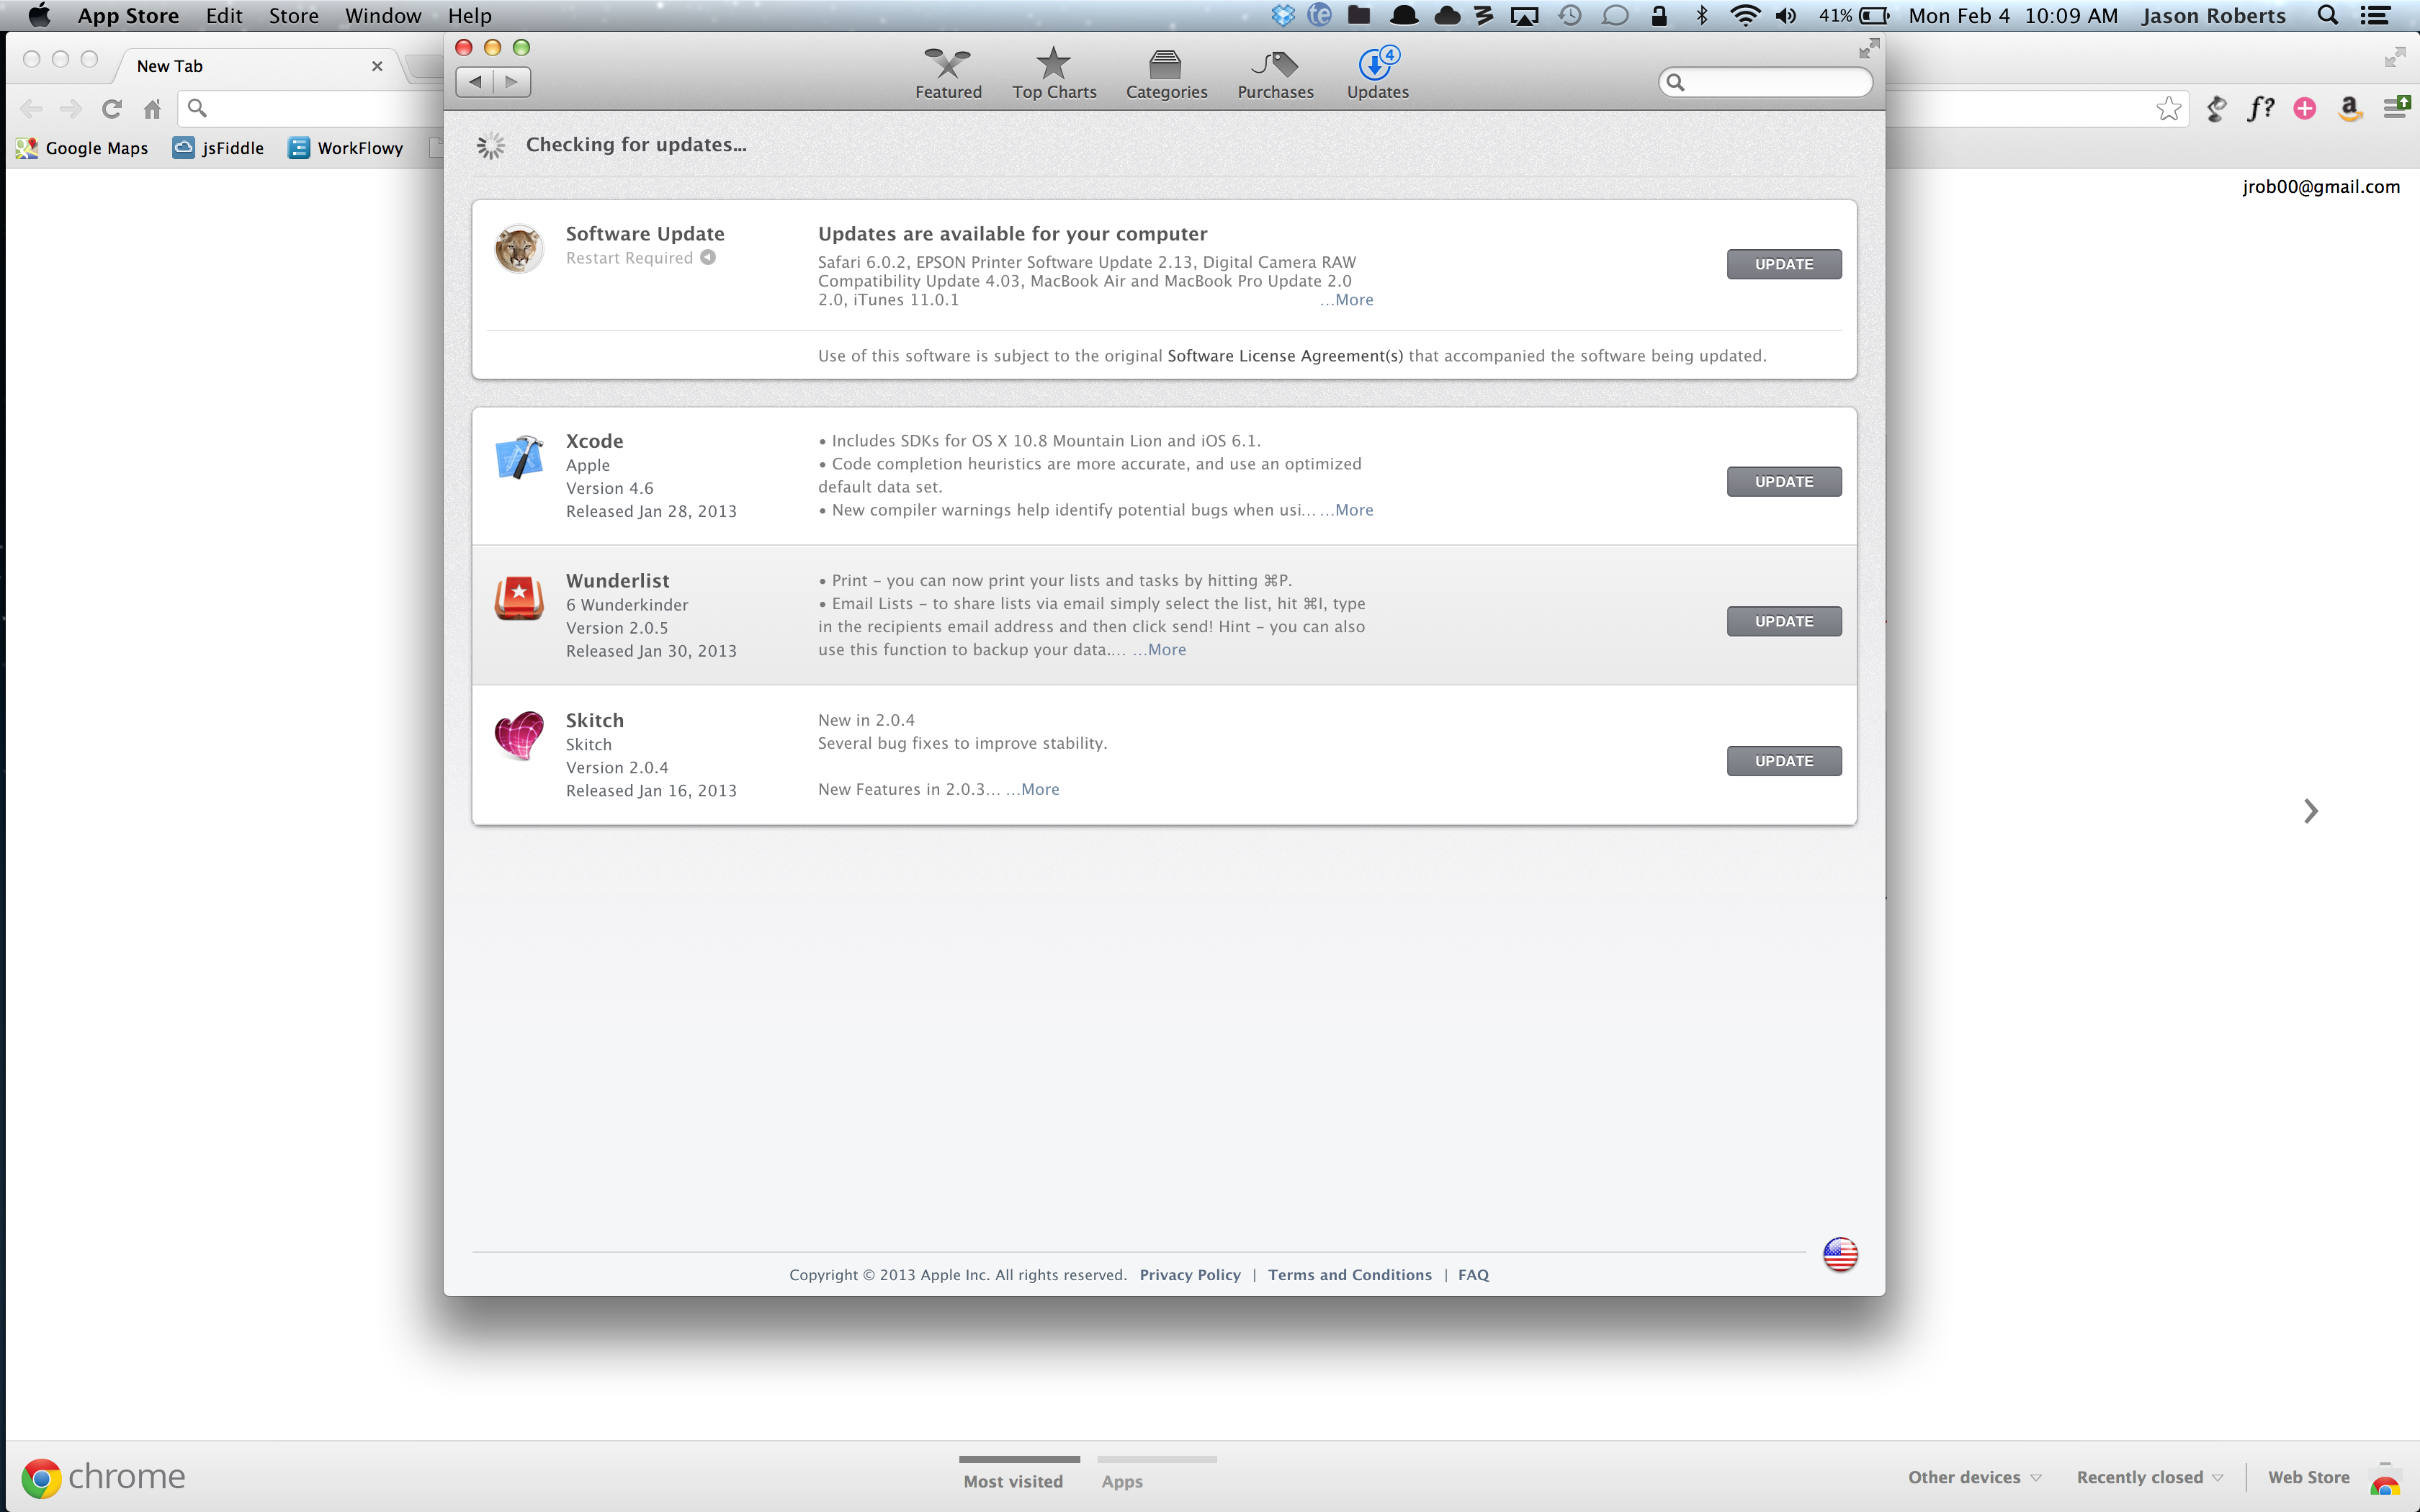 App Store Edit Store Window Help
41% Mon Feb 4 10:09 AM Jason Roberts
New Tab
Google Maps jsFiddle WorkFlowy
f?
jrob00@gmail.com
Featured Top Charts Categories Purchases Updates
4
Checking for updates...
Software Update
Restart Required
Updates are available for your computer
Safari 6.0.2, EPSON Printer Software Update 2.13, Digital Camera RAW
Compatibility Update 4.03, MacBook Air and MacBook Pro Update 2.0
2.0, iTunes 11.0.1 ...More
UPDATE
Use of this software is subject to the original Software License Agreement(s) that accompanied the software being updated.
Xcode
Apple
Version 4.6
Released Jan 28, 2013
• Includes SDKs for OS X 10.8 Mountain Lion and iOS 6.1.
• Code completion heuristics are more accurate, and use an optimized
default data set.
• New compiler warnings help identify potential bugs when usi... ...More
UPDATE
Wunderlist
6 Wunderkinder
Version 2.0.5
Released Jan 30, 2013
• Print – you can now print your lists and tasks by hitting ⌘P.
• Email Lists – to share lists via email simply select the list, hit ⌘I, type
in the recipients email address and then click send! Hint – you can also
use this function to backup your data.... ...More
UPDATE
Skitch
Skitch
Version 2.0.4
Released Jan 16, 2013
New in 2.0.4
Several bug fixes to improve stability.
New Features in 2.0.3... ...More
UPDATE
Copyright © 2013 Apple Inc. All rights reserved. Privacy Policy | Terms and Conditions | FAQ
chrome
Most visited Apps
Other devices Recently closed Web Store